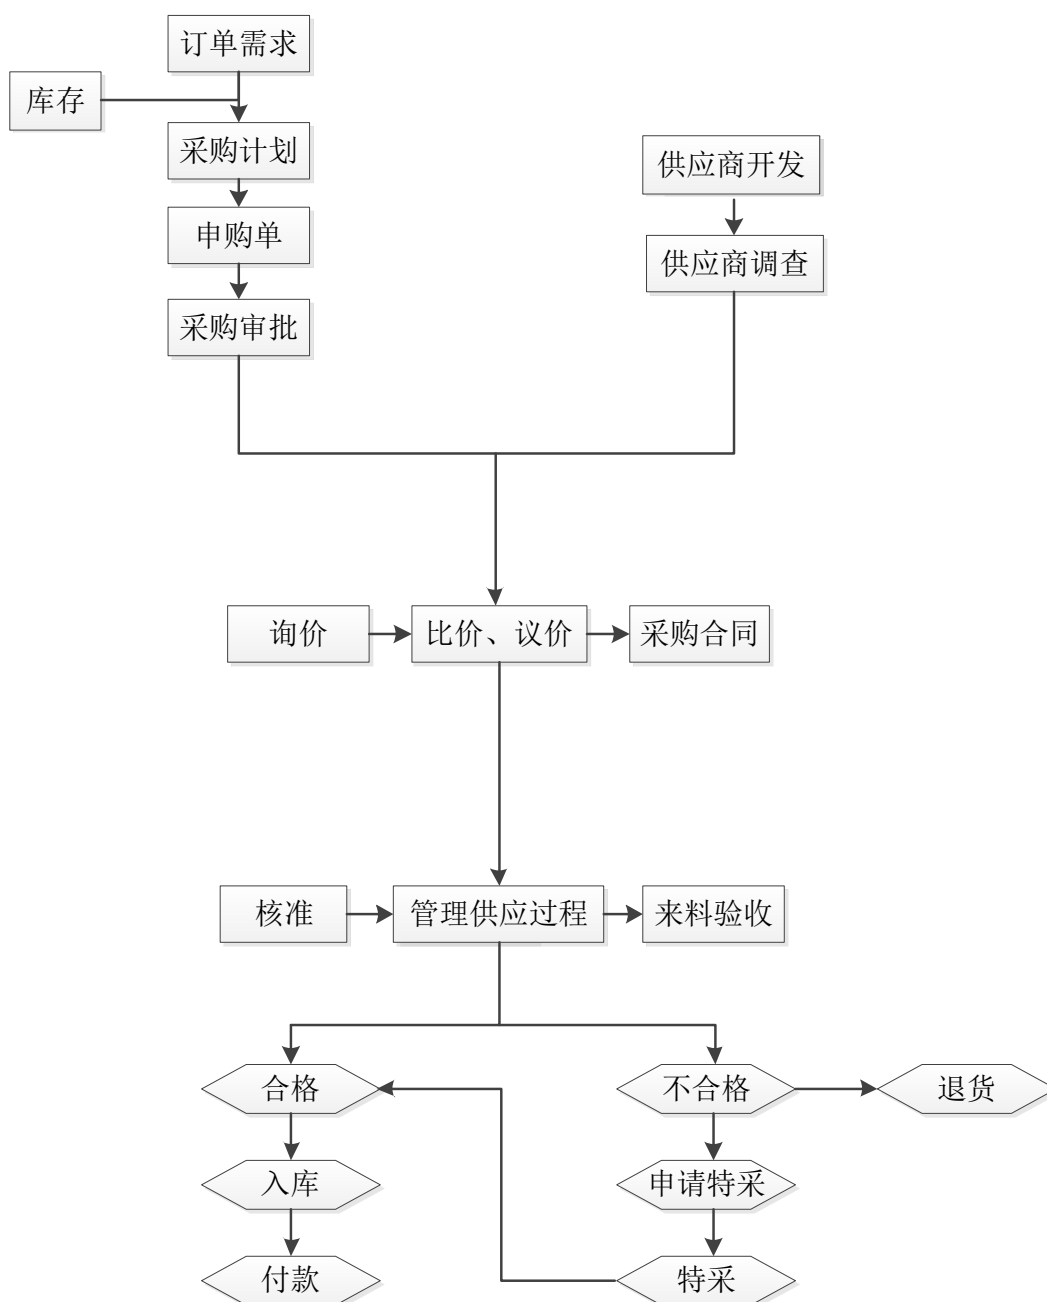 订单需求
库存
采购计划
供应商开发
申购单
供应商调查
采购审批
询价
比价、议价
采购合同
核准
管理供应过程
来料验收
合格
不合格
退货
入库
申请特采
付款
特采